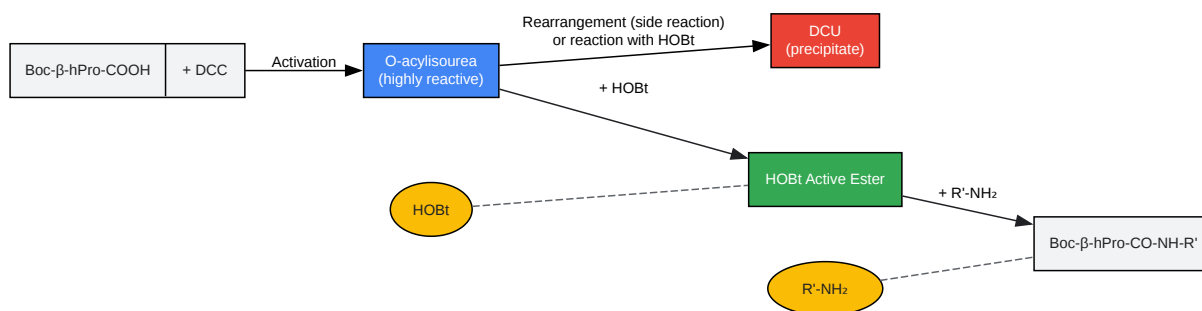 Boc-β-hPro-COOH
+ DCC
Activation
O-acylisourea
(highly reactive)
Rearrangement (side reaction)
or reaction with HOBt
DCU
(precipitate)
+ HOBt
HOBt Active Ester
HOBt
+ R'-NH₂
Boc-β-hPro-CO-NH-R'
R'-NH₂